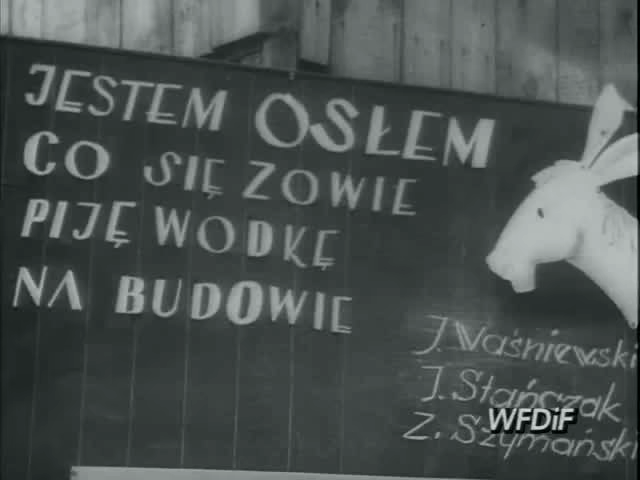 JESTEM OSŁEM
CO SIĘ ZOWIE
PIJĘ WODKĘ
NA BUDOWIE
J. Waśniewski
J. Stańczak
Z. Szymański
WFDiF